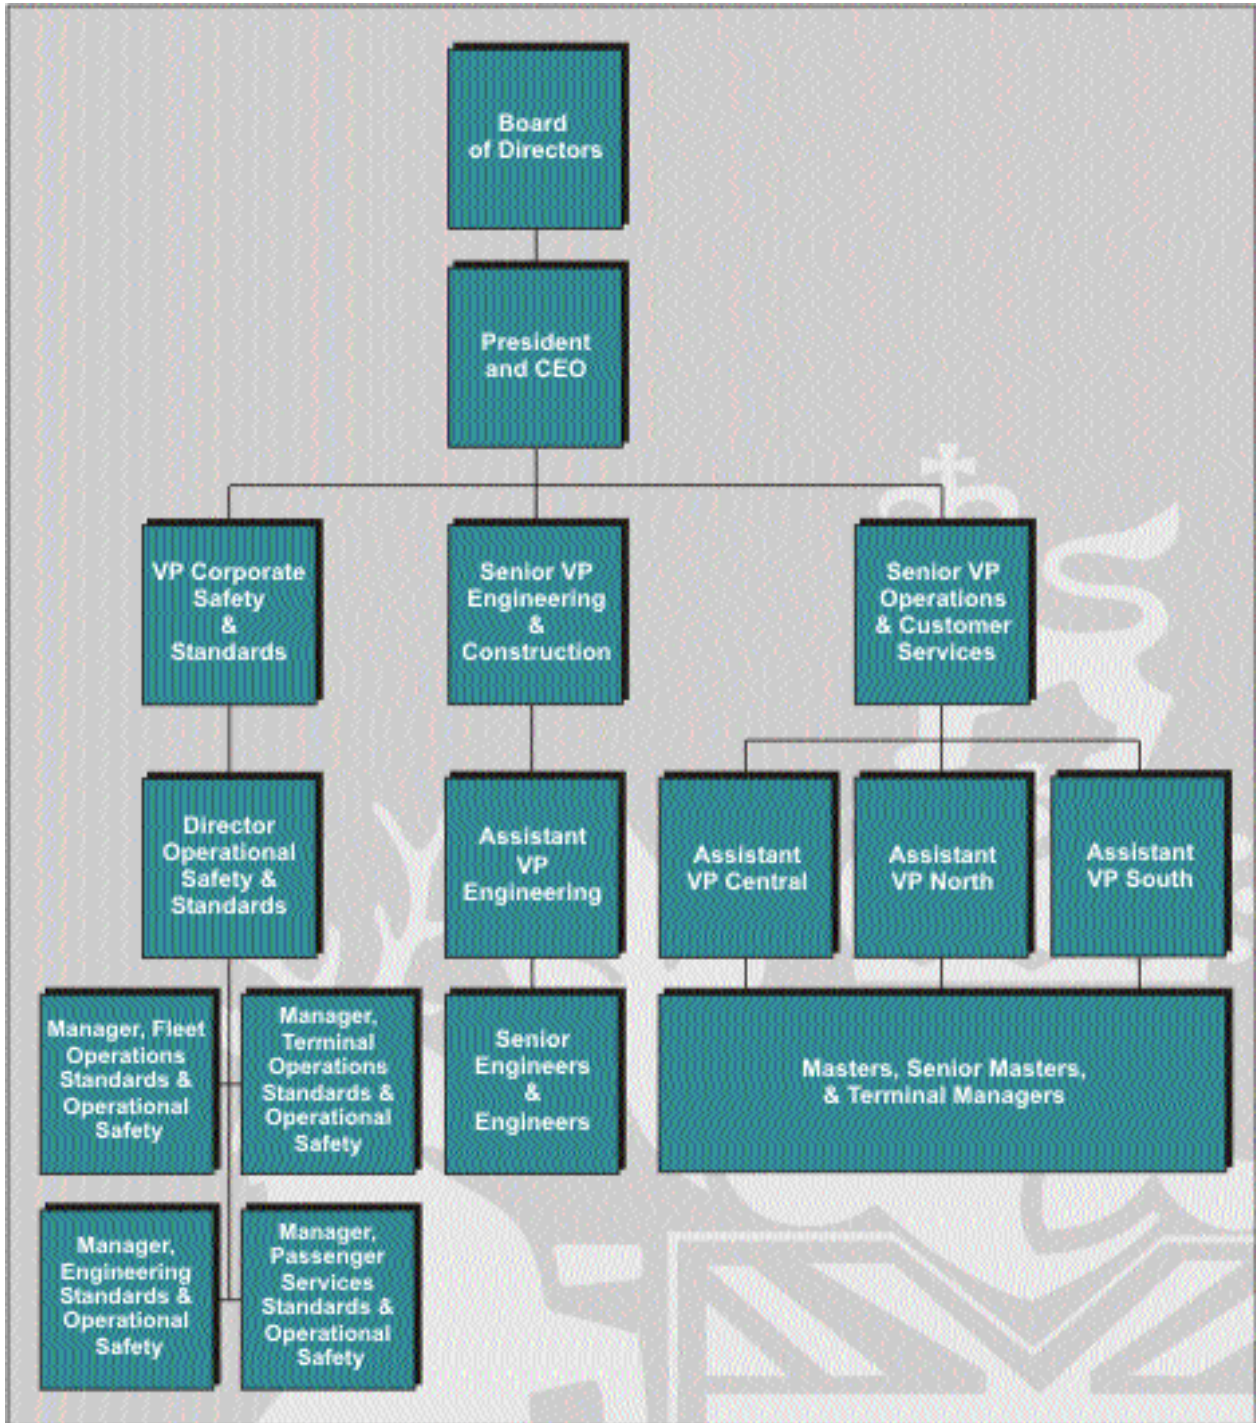 Board
of Directors
President
and CEO
VP Corporate
Safety
&
Standards
Senior VP
Engineering
&
Construction
Senior VP
Operations
& Customer
Services
Director
Operational
Safety &
Standards
Assistant
VP
Engineering
Assistant
VP Central
Assistant
VP North
Assistant
VP South
Manager, Fleet
Operations
Standards &
Operational
Safety
Manager,
Terminal
Operations
Standards &
Operational
Safety
Senior
Engineers
&
Engineers
Masters, Senior Masters,
& Terminal Managers
Manager,
Engineering
Standards &
Operational
Safety
Manager,
Passenger
Services
Standards &
Operational
Safety